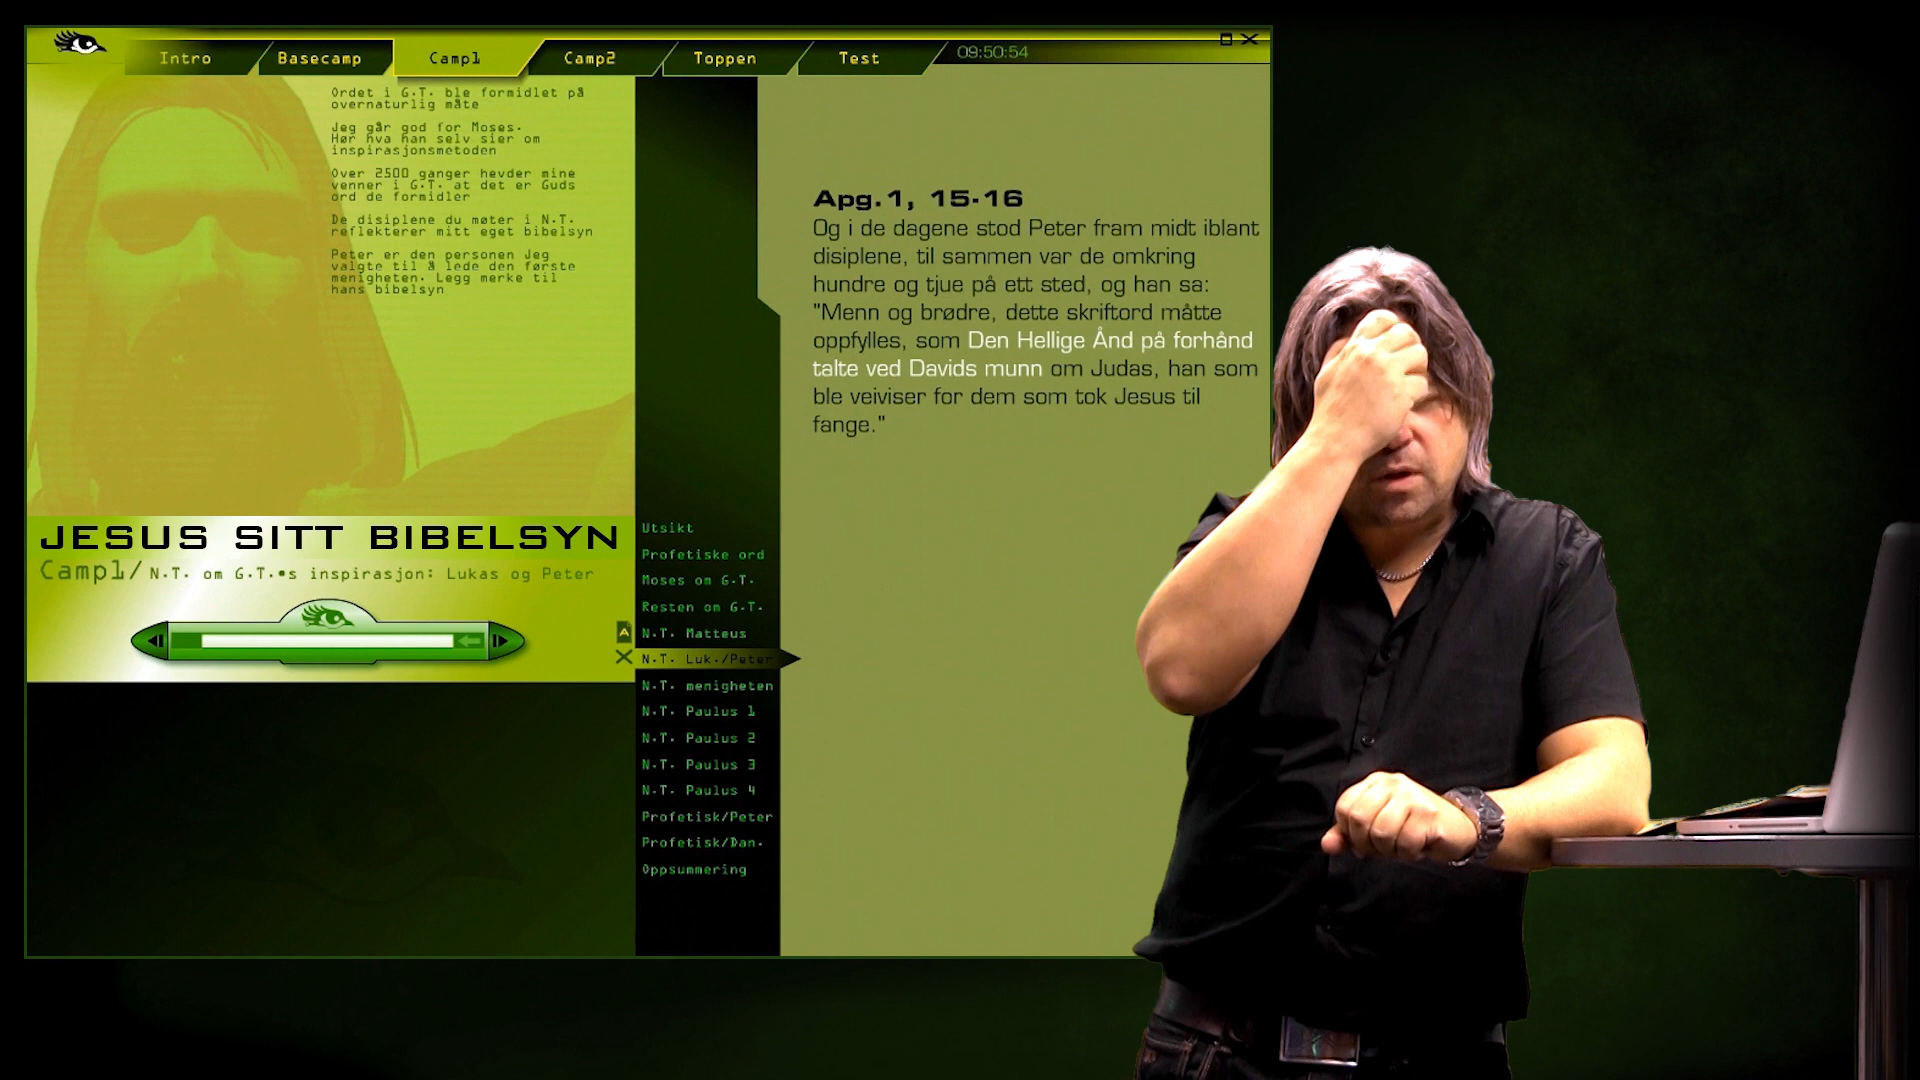 Intro
Basecamp
Camp1
Camp2
Toppen
Test
09:50:54
Ordet i G.T. ble formidlet på
overnaturlig måte
Jeg går god for Moses.
Hør hva han selv sier om
inspirasjonsmetoden
Over 2500 ganger hevder mine
venner i G.T. at det er Guds
ord de formidler
De disiplene du møter i N.T.
reflekterer mitt eget bibelsyn
Peter er den personen Jeg
valgte til å lede den første
menigheten. Legg merke til
hans bibelsyn
JESUS SITT BIBELSYN
Camp1/ N.T. om G.T.•s inspirasjon: Lukas og Peter
A
Utsikt
Profetiske ord
Moses om G.T.
Resten om G.T.
N.T. Matteus
N.T. Luk./Peter
N.T. menigheten
N.T. Paulus 1
N.T. Paulus 2
N.T. Paulus 3
N.T. Paulus 4
Profetisk/Peter
Profetisk/Dan.
Oppsummering
Apg.1, 15-16
Og i de dagene stod Peter fram midt iblant
disiplene, til sammen var de omkring
hundre og tjue på ett sted, og han sa:
"Menn og brødre, dette skriftord måtte
oppfylles, som Den Hellige Ånd på forhånd
talte ved Davids munn om Judas, han som
ble veiviser for dem som tok Jesus til
fange."